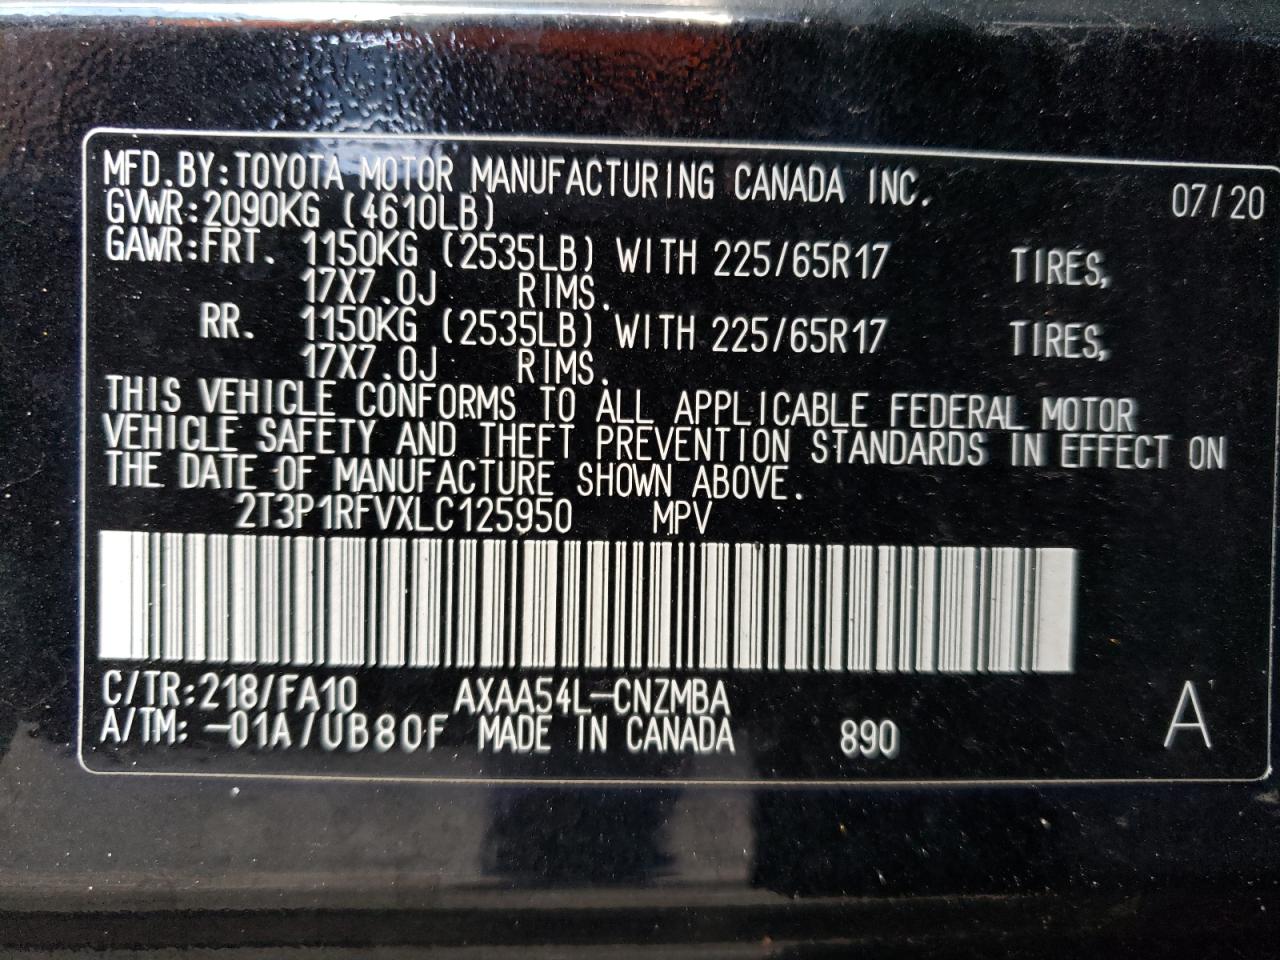 MFD.BY:TOYOTA MOTOR MANUFACTURING CANADA INC. 07/20
GVWR:2090KG (4610LB)
GAWR:FRT. 1150KG (2535LB) WITH 225/65R17 TIRES,
17X7.0J RIMS.
RR. 1150KG (2535LB) WITH 225/65R17 TIRES,
17X7.0J RIMS.
THIS VEHICLE CONFORMS TO ALL APPLICABLE FEDERAL MOTOR
VEHICLE SAFETY AND THEFT PREVENTION STANDARDS IN EFFECT ON
THE DATE OF MANUFACTURE SHOWN ABOVE.
2T3P1RFVXLC125950 MPV
C/TR:218/FA10 AXAA54L-CNZMBA A
A/TM: -01A/UB80F MADE IN CANADA 890